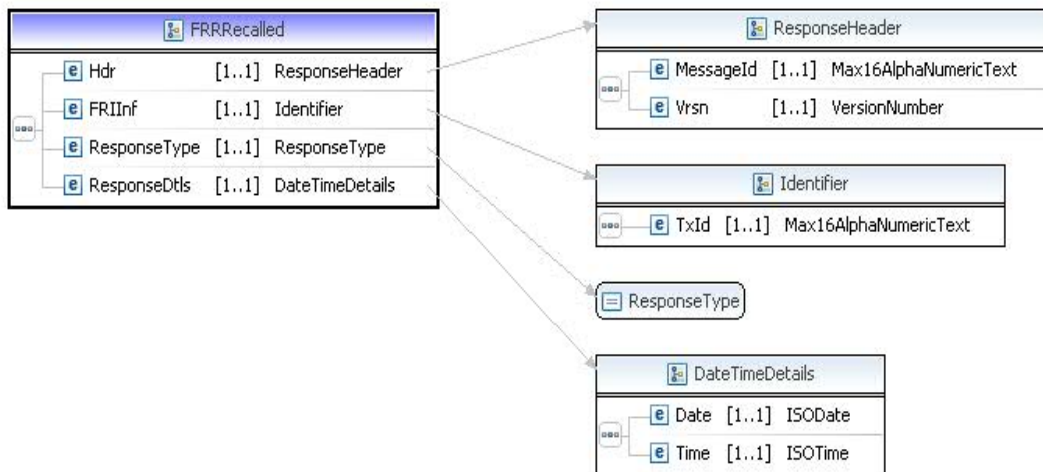 FRRRecalled
Hdr [1..1] ResponseHeader
FRIInf [1..1] Identifier
ResponseType [1..1] ResponseType
ResponseDtls [1..1] DateTimeDetails
ResponseHeader
MessageId [1..1] Max16AlphaNumericText
Vrsn [1..1] VersionNumber
Identifier
TxId [1..1] Max16AlphaNumericText
ResponseType
DateTimeDetails
Date [1..1] ISODate
Time [1..1] ISOTime